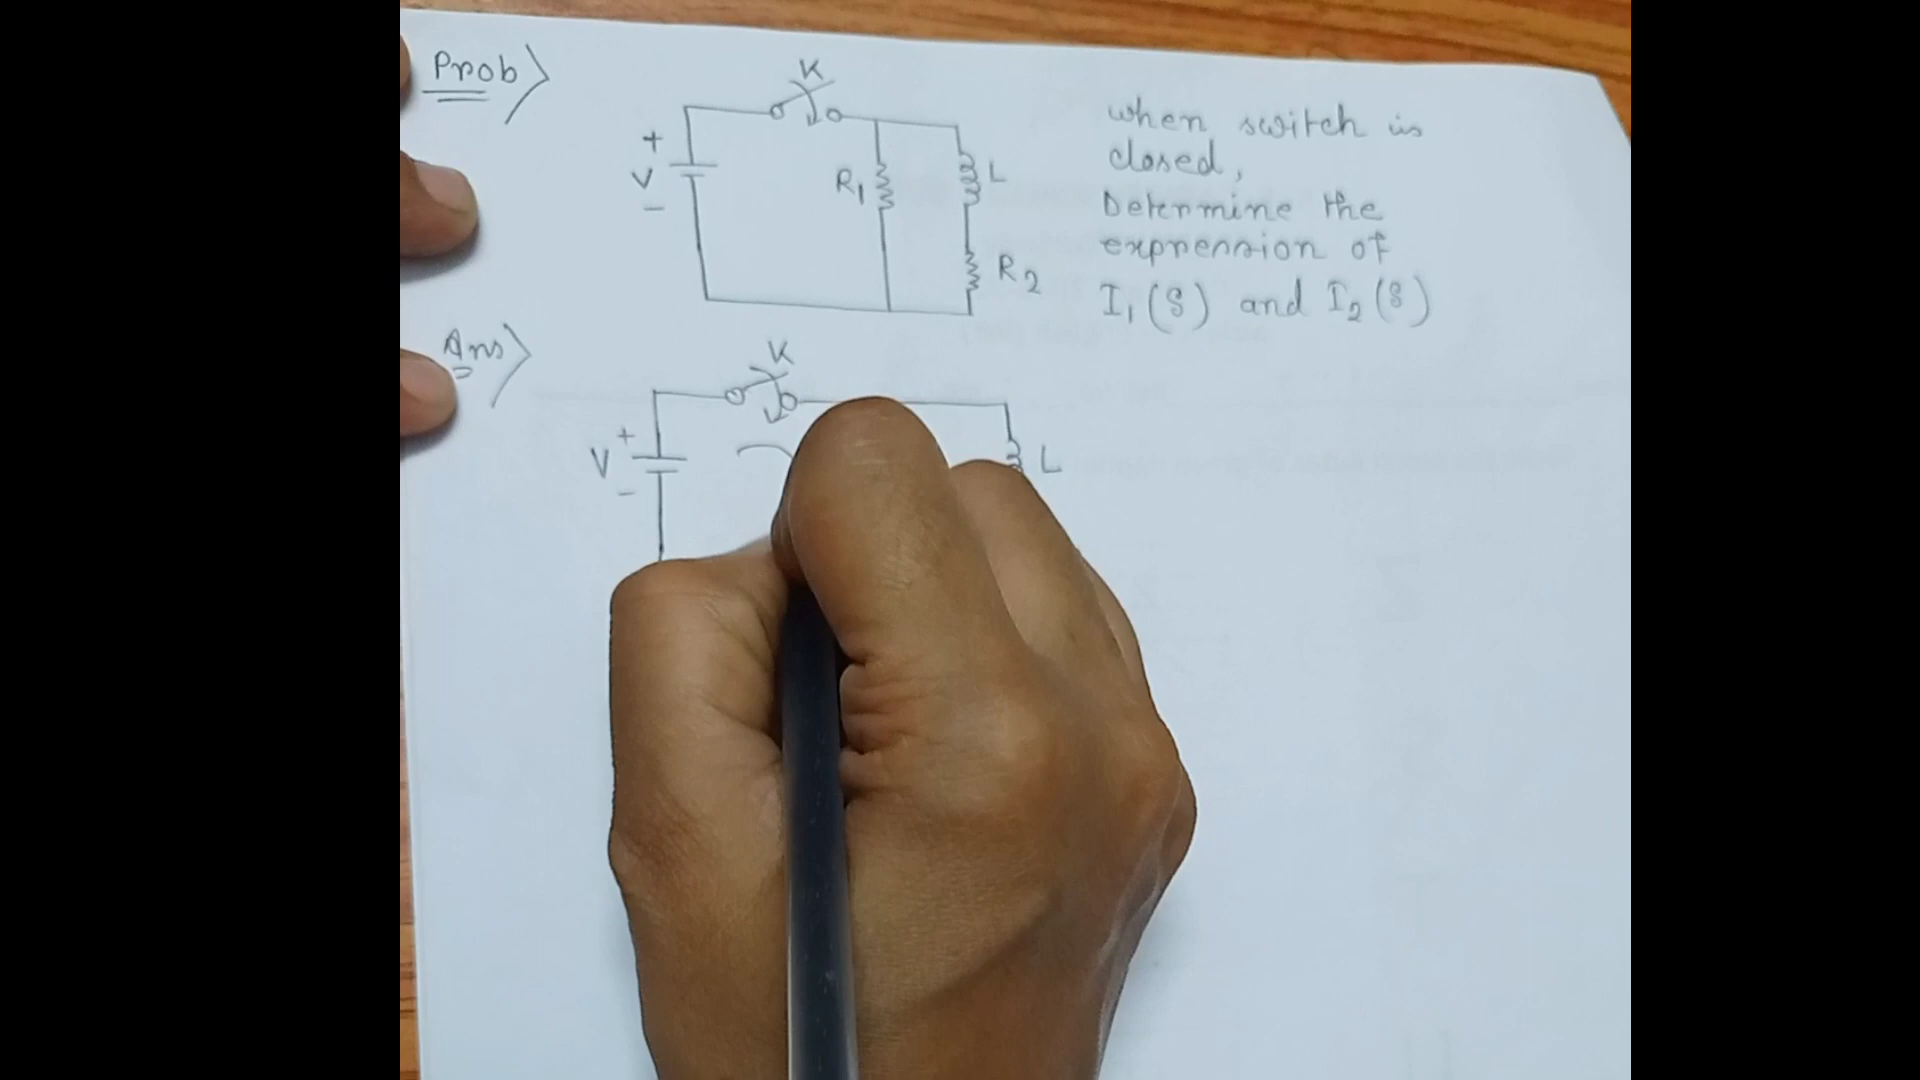 Prob>
K
+
V
-
R1
L
R2
when switch is
closed,
Determine the
expression of
I1(S) and I2(S)
Ans>
K
+
V
-
L